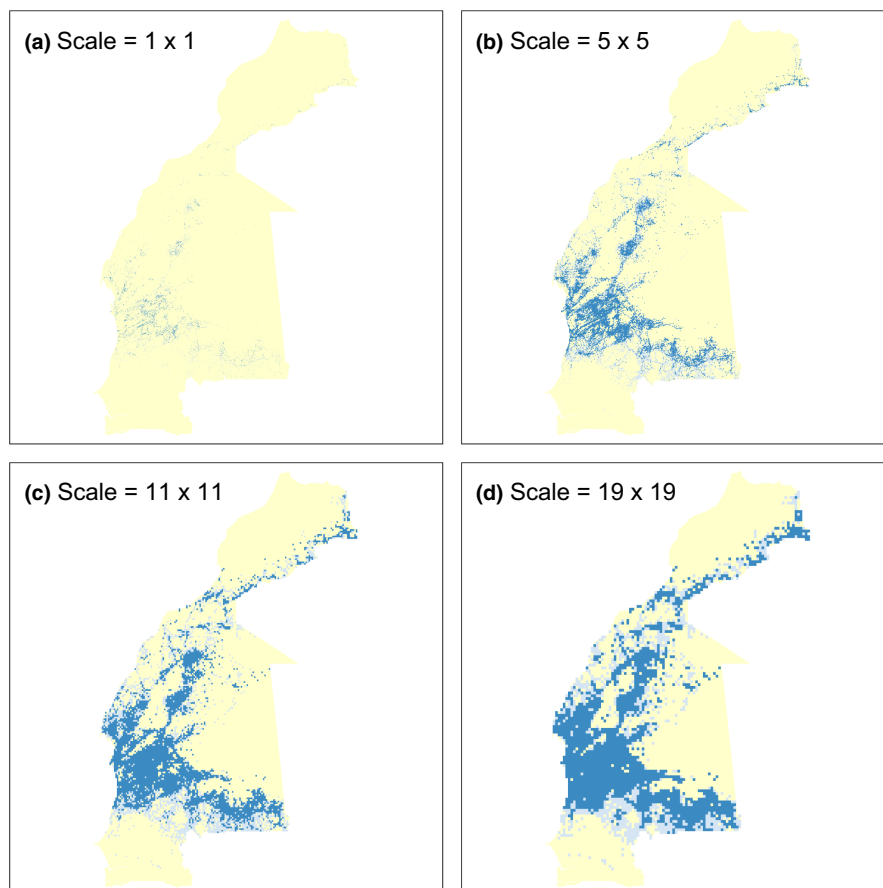 (a) Scale = 1 x 1
(b) Scale = 5 x 5
(c) Scale = 11 x 11
(d) Scale = 19 x 19